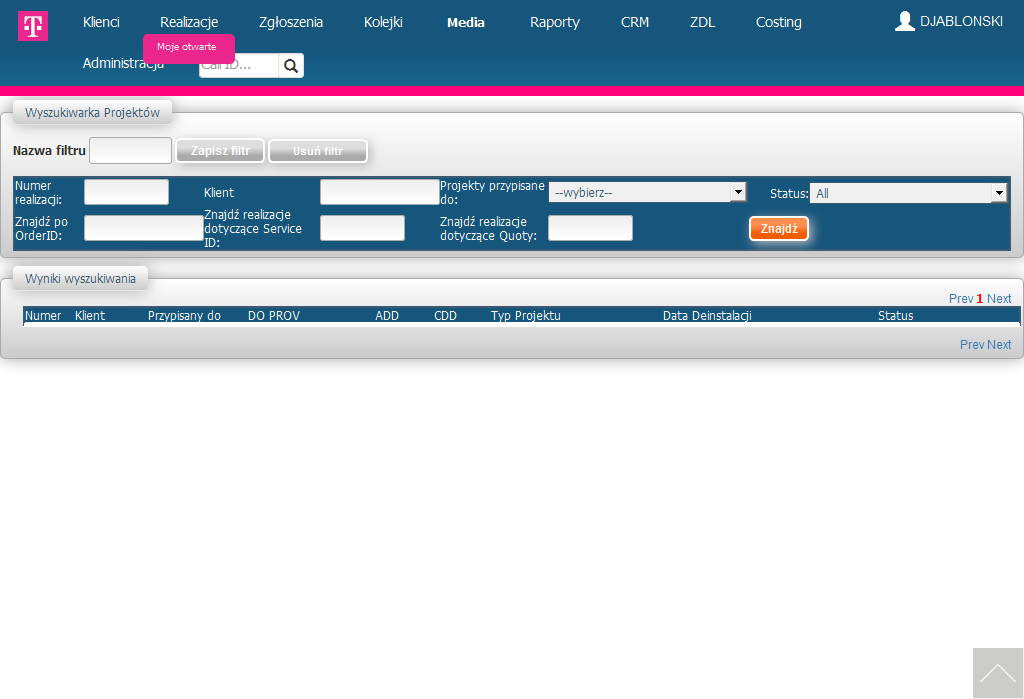 T
Klienci Realizacje Zgłoszenia Kolejki Media Raporty CRM ZDL Costing DJABLONSKI
Moje otwarte
Administracja
Wyszukiwarka Projektów
Nazwa filtru Zapisz filtr Usuń filtr
Numer realizacji: Klient Projekty przypisane do: --wybierz-- Status: All
Znajdź po OrderID: Znajdź realizacje dotyczące Service ID: Znajdź realizacje dotyczące Quoty: Znajdź
Wyniki wyszukiwania
Prev 1 Next
Numer Klient Przypisany do DO PROV ADD CDD Typ Projektu Data Deinstalacji Status
Prev Next